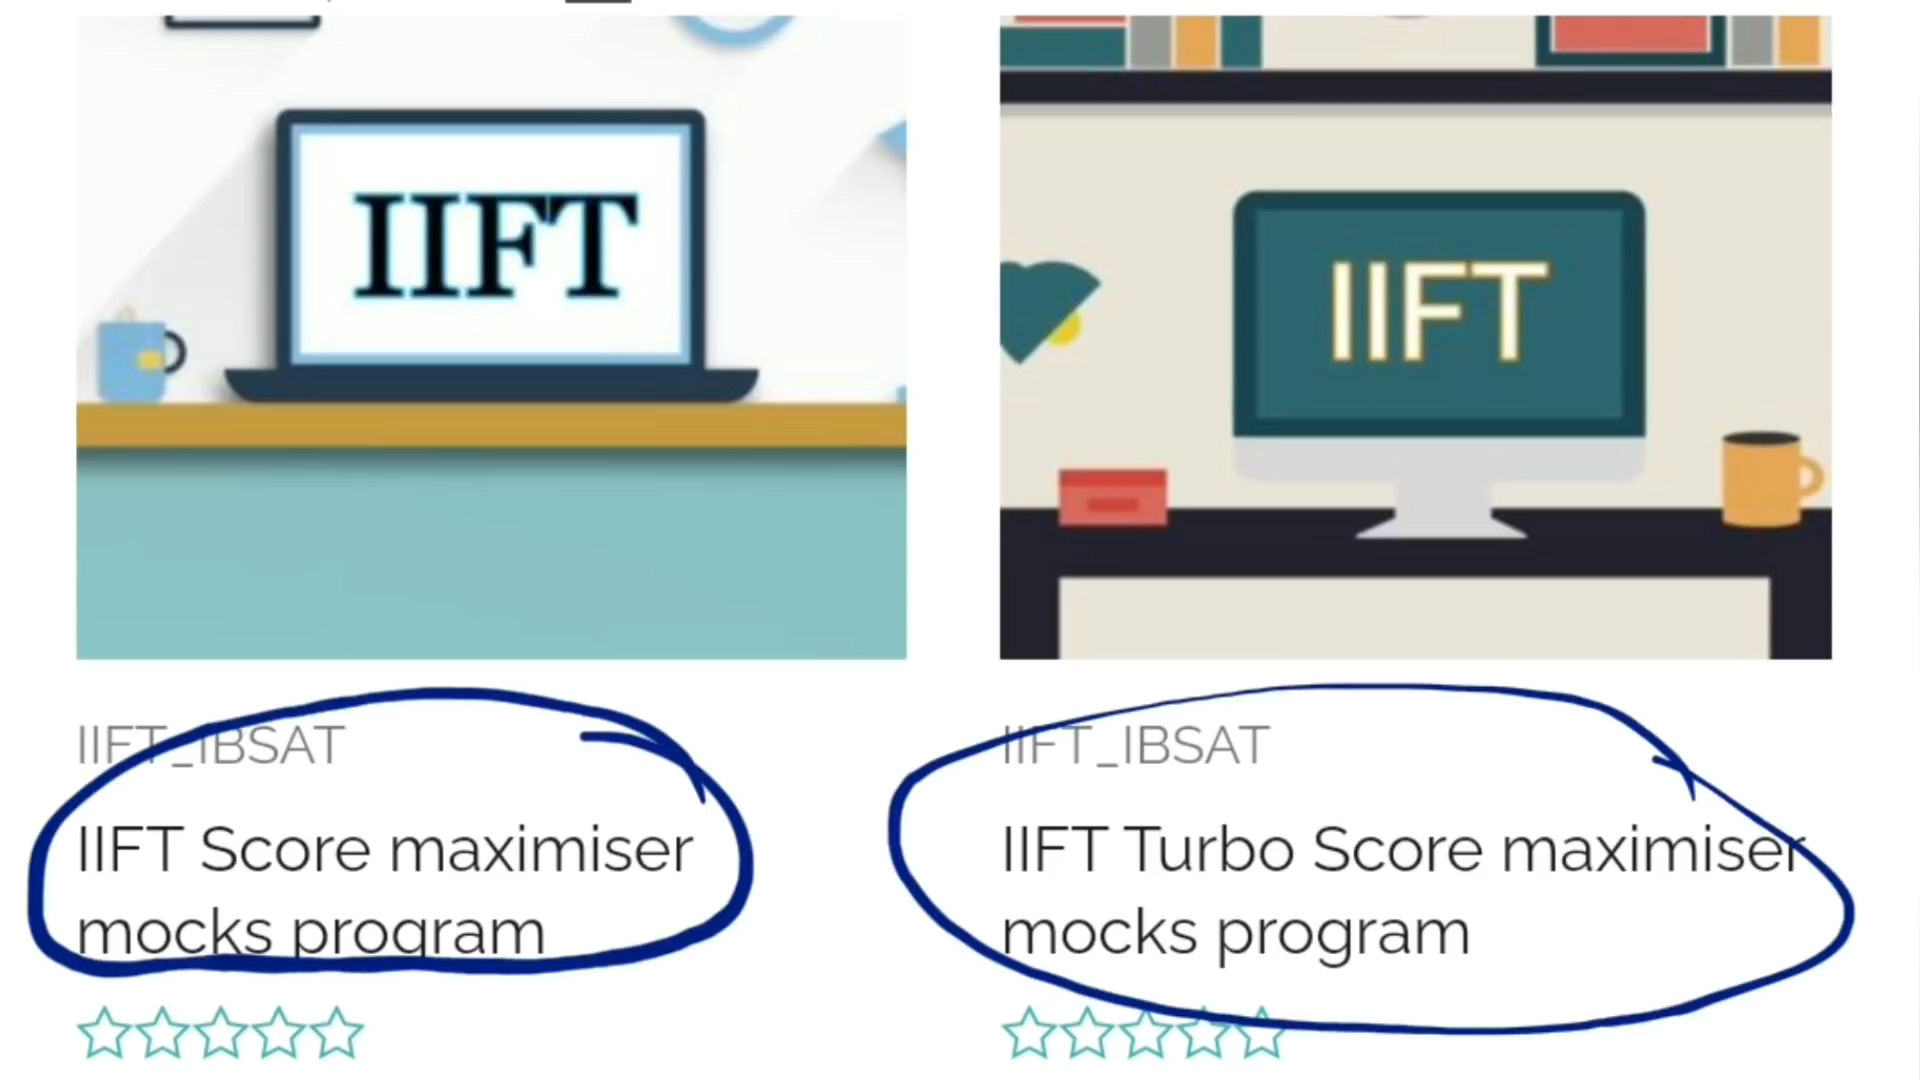 IIFT
IIFT
IIFT_IBSAT
IIFT Score maximiser
mocks program
IIFT_IBSAT
IIFT Turbo Score maximiser
mocks program